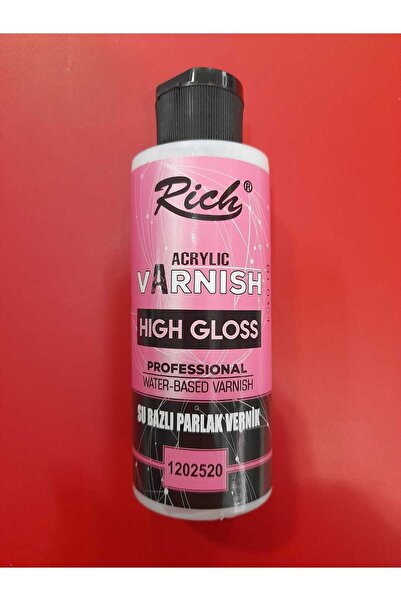 Rich®
ACRYLIC
VARNISH
HIGH GLOSS
PROFESSIONAL
WATER-BASED VARNISH
SU BAZLI PARLAK VERNİK
1202520